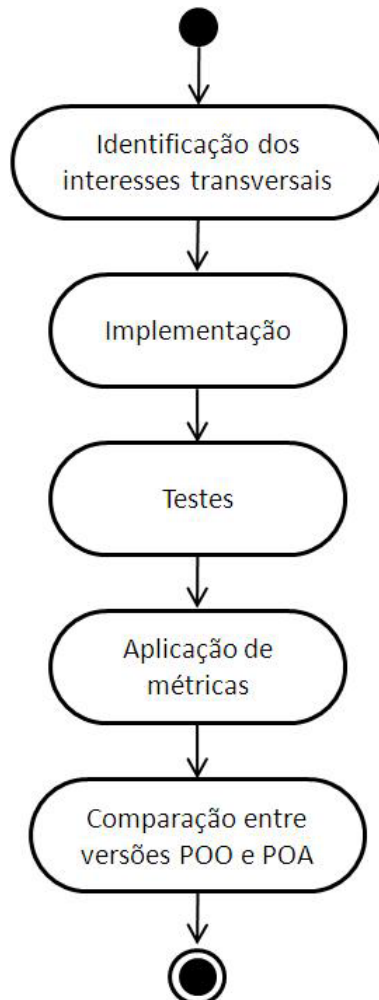 Identificação dos
interesses transversais
Implementação
Testes
Aplicação de
métricas
Comparação entre
versões POO e POA